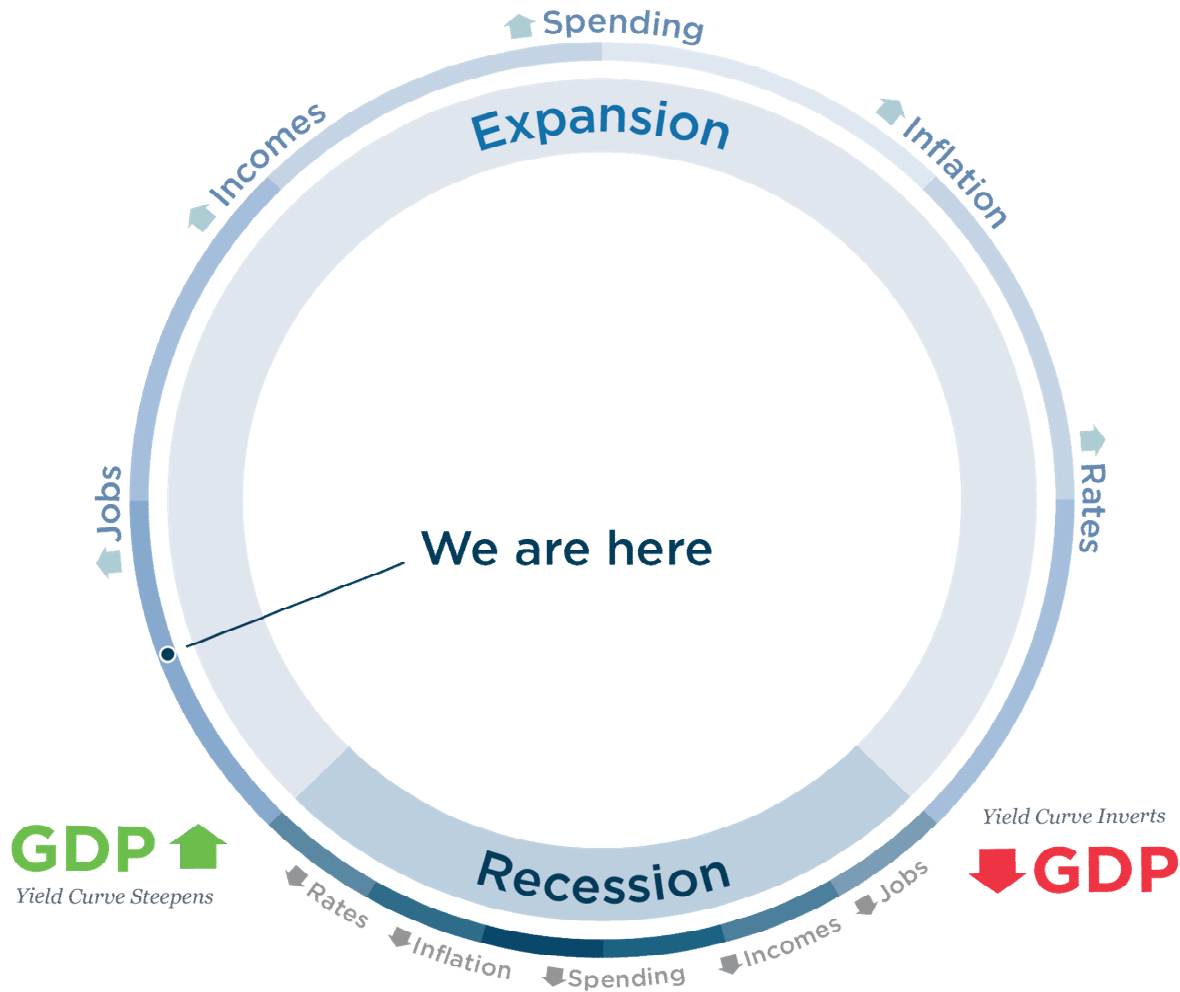 Spending
Expansion
Incomes
Inflation
Jobs
Rates
We are here
GDP
Yield Curve Steepens
Yield Curve Inverts
GDP
Recession
Rates
Inflation
Spending
Incomes
Jobs